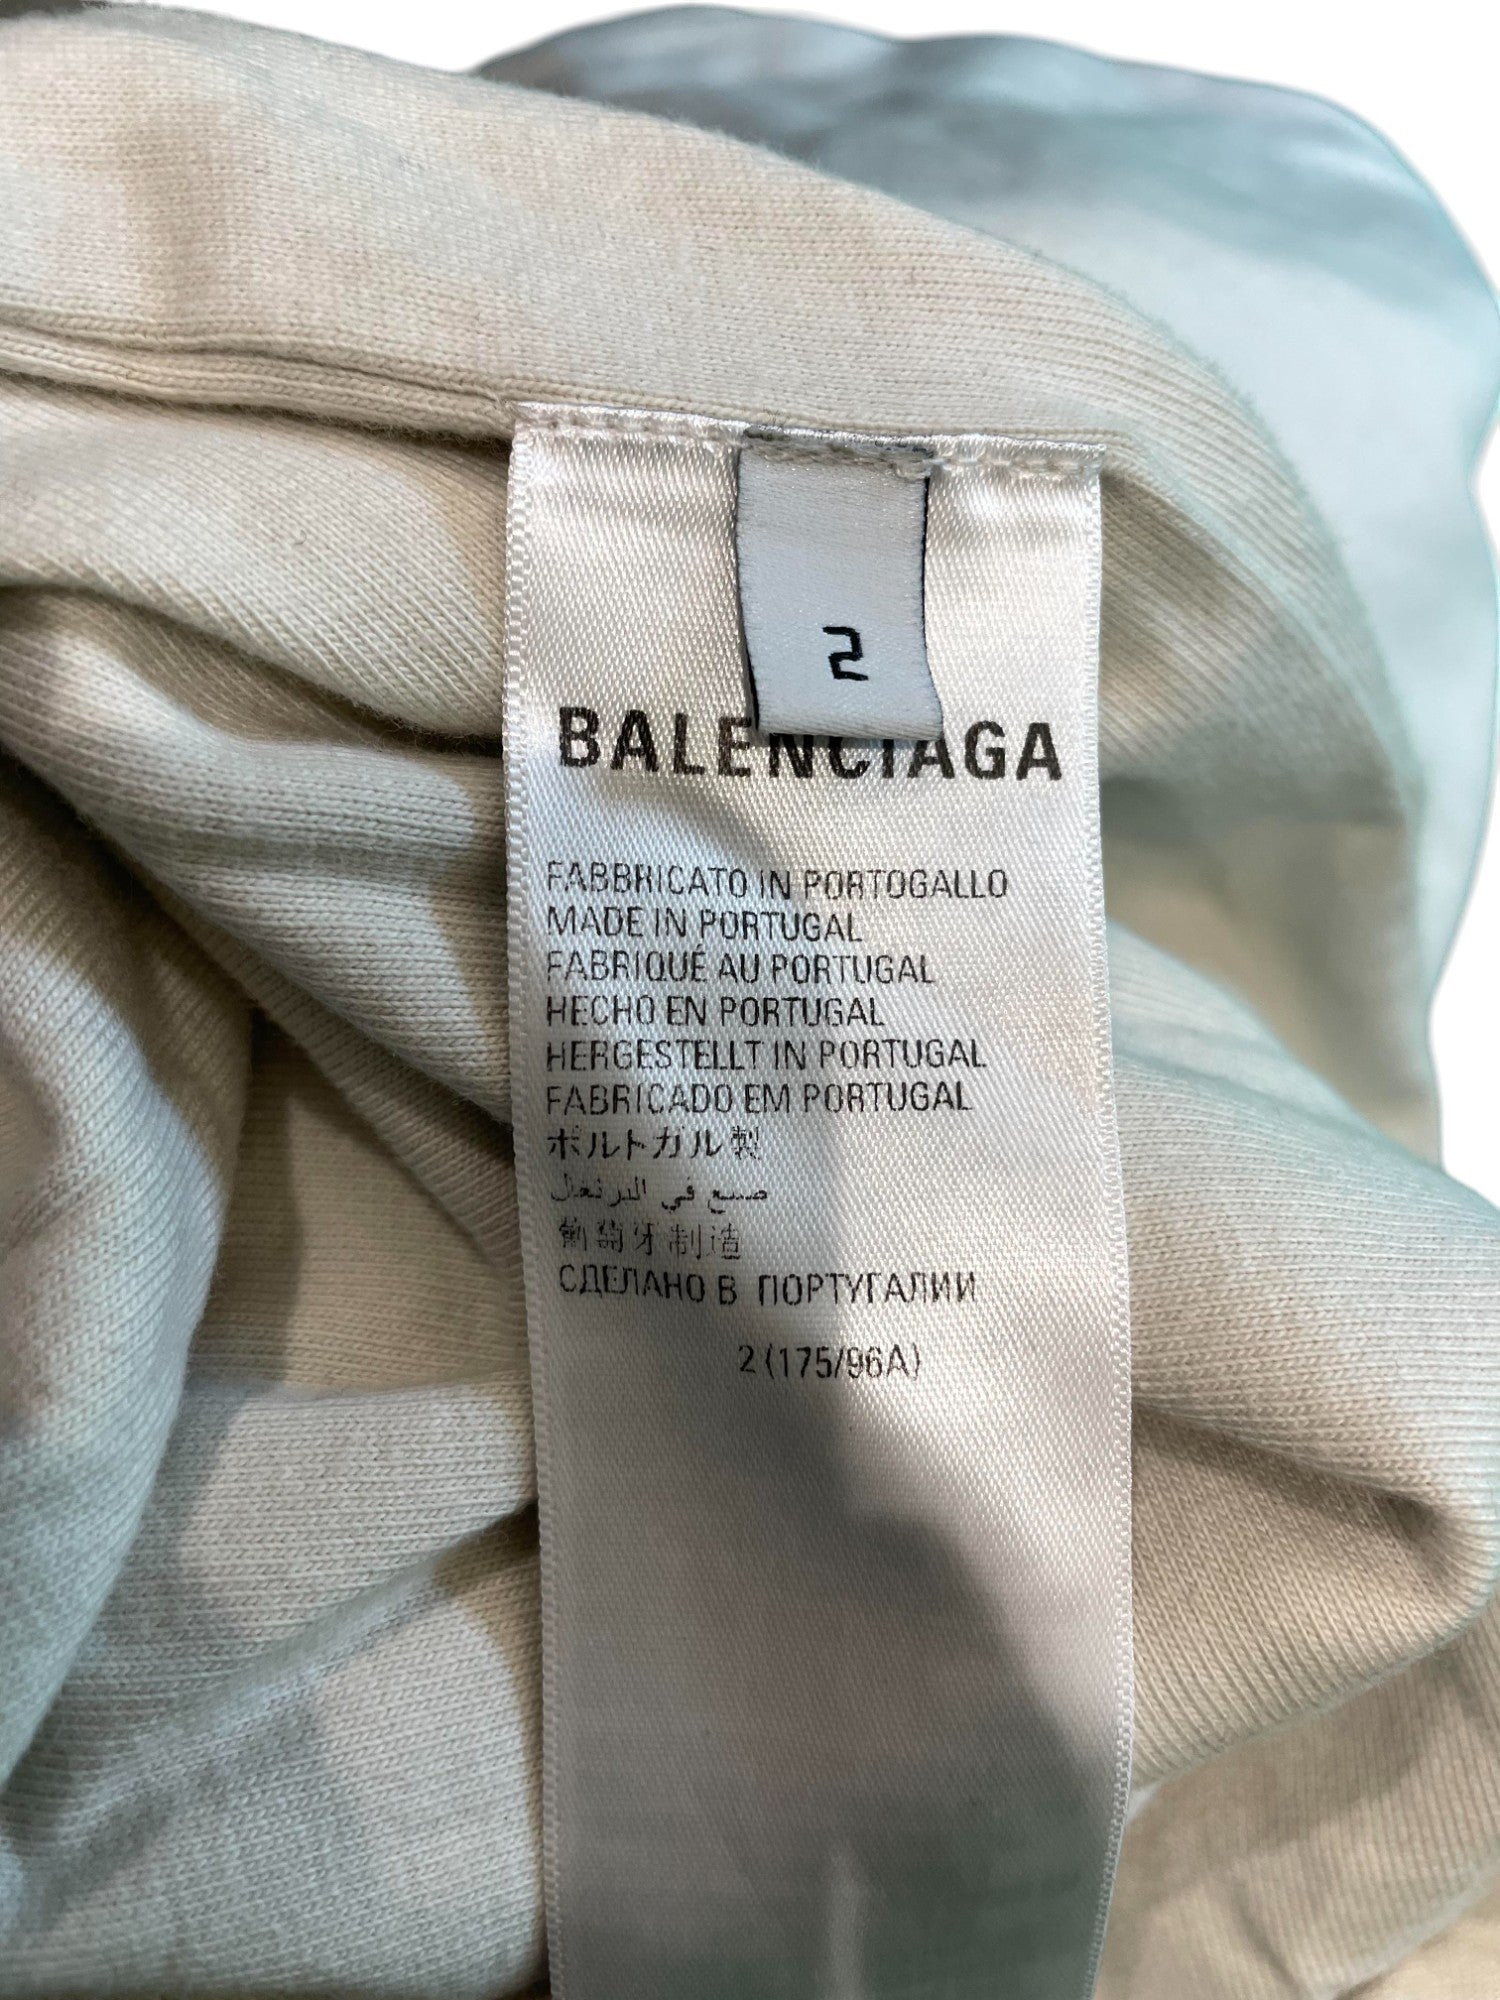 2
BALENCIAGA
FABBRICATO IN PORTOGALLO
MADE IN PORTUGAL
FABRIQUÉ AU PORTUGAL
HECHO EN PORTUGAL
HERGESTELLT IN PORTUGAL
FABRICADO EM PORTUGAL
ポルトガル製
صنع في البرتغال
葡萄牙制造
СДЕЛАНО В ПОРТУГАЛИИ
2 (175/96A)